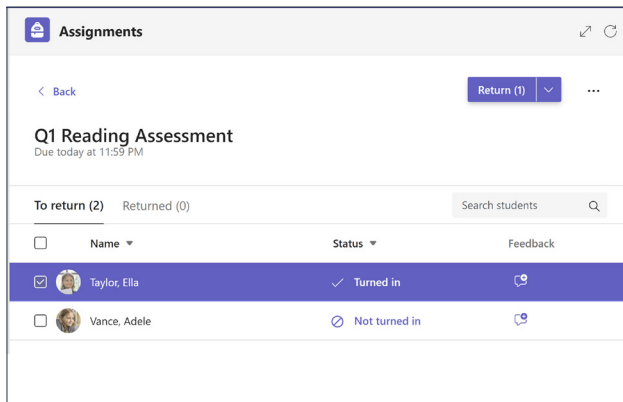 Assignments
Back
Return (1)
Q1 Reading Assessment
Due today at 11:59 PM
To return (2) Returned (0) Search students
Name Status Feedback
Taylor, Ella Turned in
Vance, Adele Not turned in